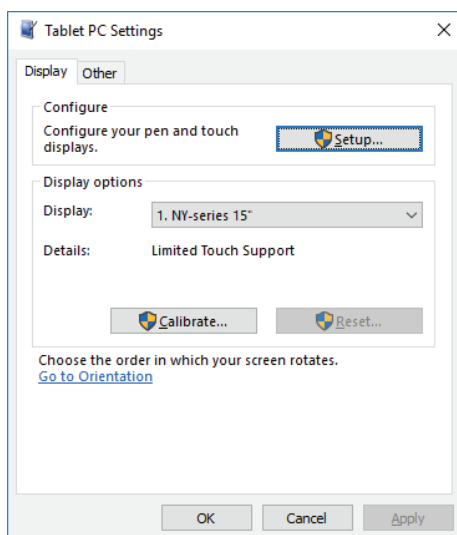 Tablet PC Settings
Display Other
Configure
Configure your pen and touch
displays.
Setup...
Display options
Display: 1. NY-series 15"
Details: Limited Touch Support
Calibrate... Reset...
Choose the order in which your screen rotates.
Go to Orientation
OK Cancel Apply